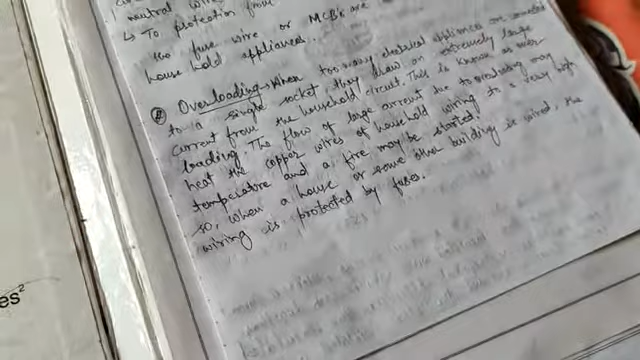 neutral wire
↳ To protection from
the fuse wire or MCB's are
house hold appliances.
Overloading → When too many electrical appliances are connected
to a single socket, they draw an extremely large
current from the household circuit. This is known as over
loading. The flow of large current due to overloading may
heat the copper wires of household wiring to a very high
temperature and a fire may be started.
so, when a house or some other building is wired, the
wiring is protected by fuses.
es²